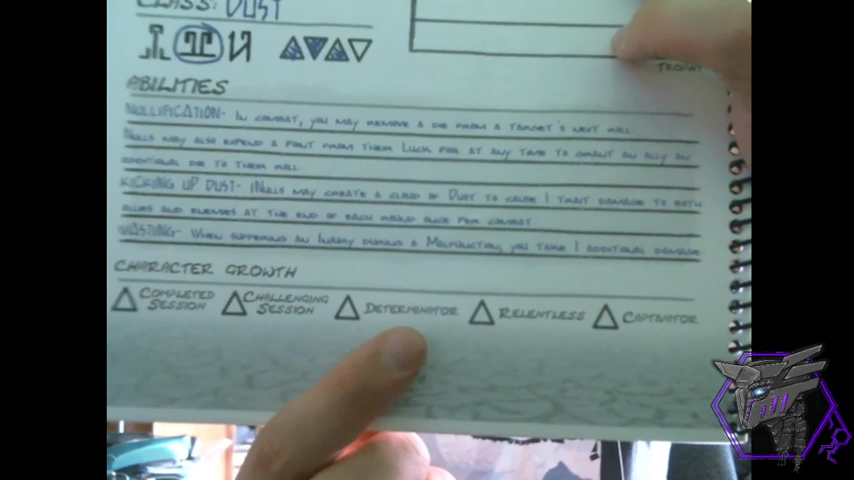 CLASS: DUST
TROPHY
ABILITIES
NULLIFICATION- IN COMBAT, YOU MAY REMOVE A DIE FROM A TARGET'S NEXT ROLL.
NULLS MAY ALSO EXPEND A POINT FROM THEIR LUCK POOL AT ANY TIME TO GRANT AN ALLY AN
ADDITIONAL DIE TO THEIR ROLL.
KICKING UP DUST- NULLS MAY CREATE A CLOUD OF DUST TO CAUSE 1 TRAIT DAMAGE TO BOTH
ALLIES AND ENEMIES AT THE END OF EACH ROUND ONCE PER COMBAT.
WASTING- WHEN SUFFERING AN INJURY DURING A MALFUNCTION, YOU TAKE 1 ADDITIONAL DAMAGE
CHARACTER GROWTH
COMPLETED SESSION
CHALLENGING SESSION
DETERMINATOR
RELENTLESS
CAPTIVATOR